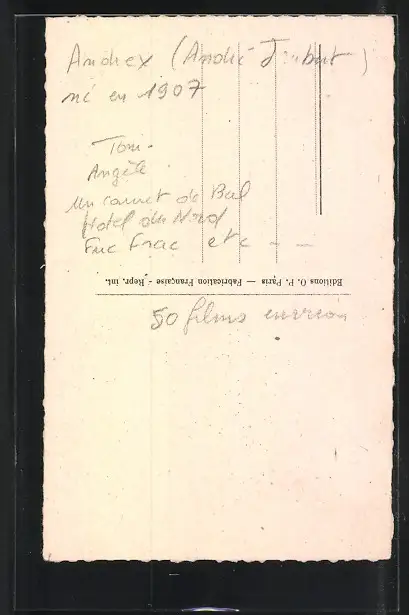 Andrex (André J bert)
né en 1907
Toni.
Angèle
Un carnet de Bal
Hotel du Nord
Fric Frac etc - -
Editions O. P. Paris — Fabrication Française - Repr. int.
50 films environ